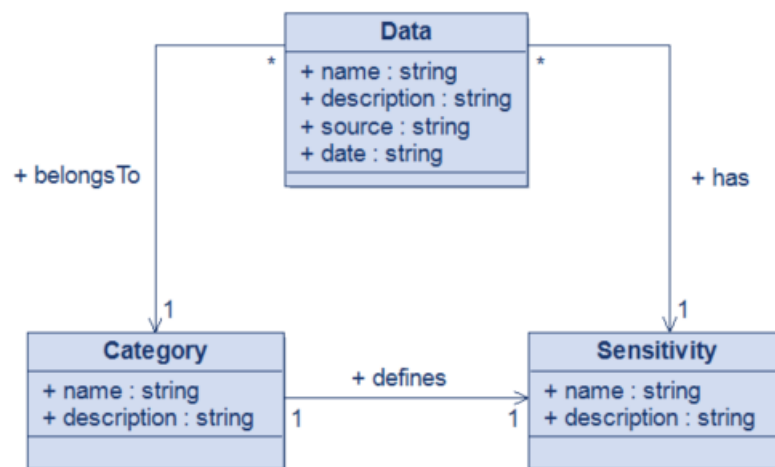 Data
*
*
+ name : string
+ description : string
+ source : string
+ date : string
+ belongsTo
+ has
1
1
Category
Sensitivity
+ name : string
+ description : string
+ defines
1
1
+ name : string
+ description : string